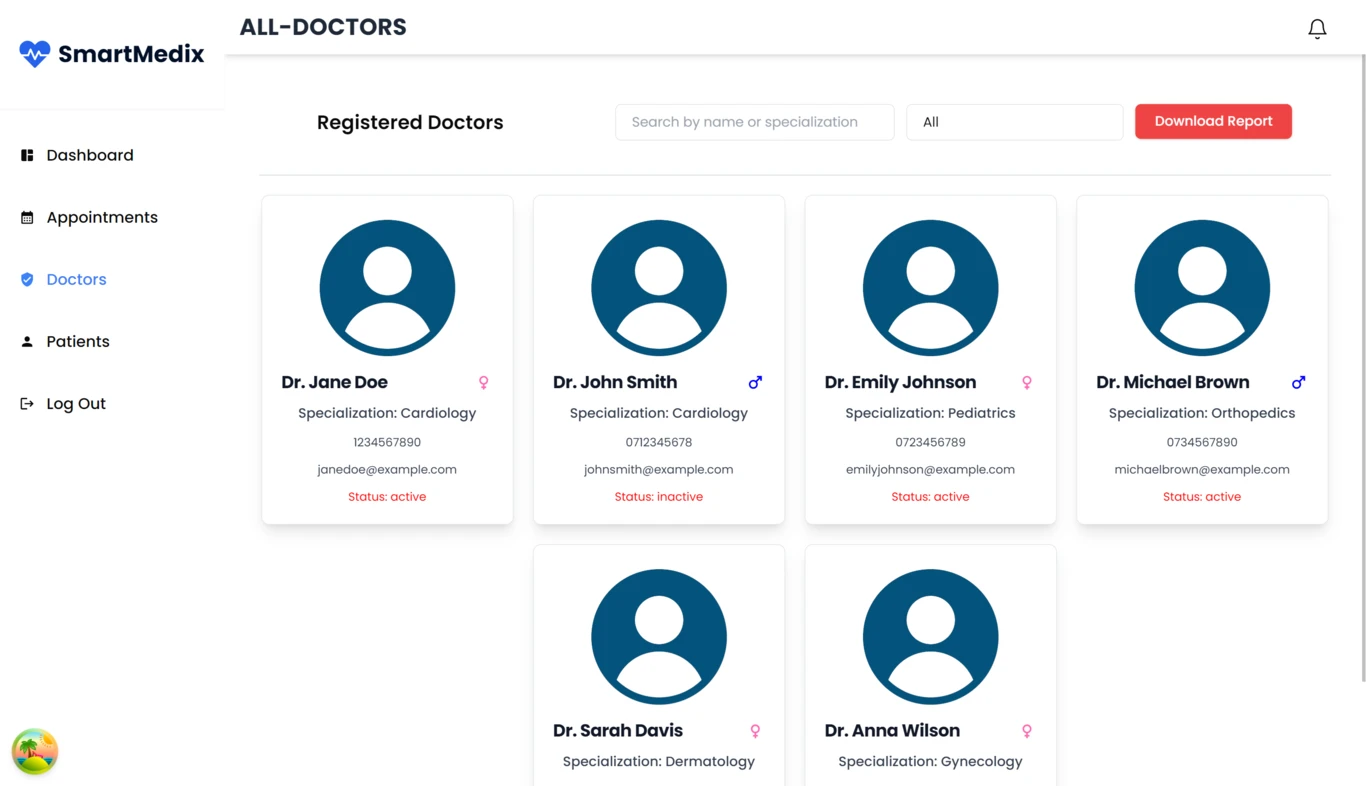 SmartMedix
ALL-DOCTORS
Dashboard
Appointments
Doctors
Patients
Log Out
Registered Doctors
Search by name or specialization
All
Download Report
Dr. Jane Doe
Specialization: Cardiology
1234567890
janedoe@example.com
Status: active
Dr. John Smith
Specialization: Cardiology
0712345678
johnsmith@example.com
Status: inactive
Dr. Emily Johnson
Specialization: Pediatrics
0723456789
emilyjohnson@example.com
Status: active
Dr. Michael Brown
Specialization: Orthopedics
0734567890
michaelbrown@example.com
Status: active
Dr. Sarah Davis
Specialization: Dermatology
Dr. Anna Wilson
Specialization: Gynecology